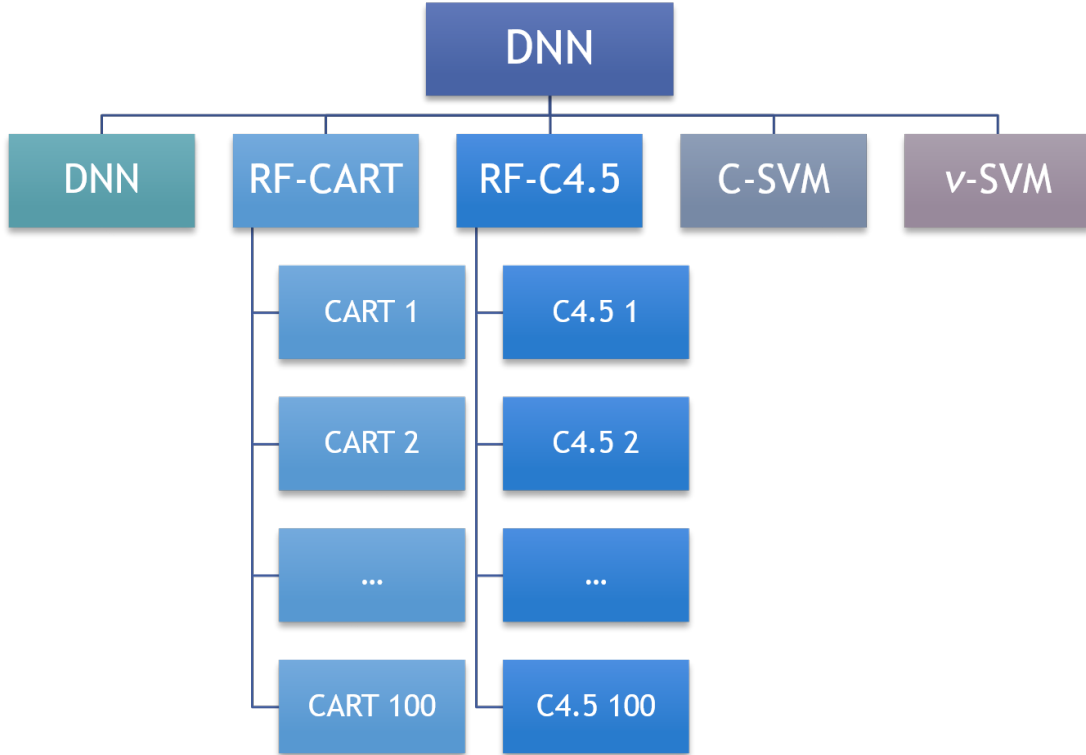 DNN
DNN
RF-CART
RF-C4.5
C-SVM
v-SVM
CART 1
C4.5 1
CART 2
C4.5 2
...
...
CART 100
C4.5 100